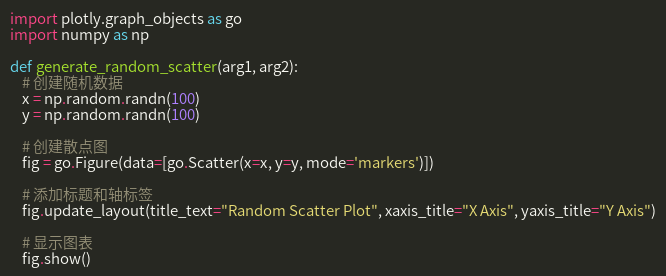 import plotly.graph_objects as go
import numpy as np
def generate_random_scatter(arg1, arg2):
# 创建随机数据
x = np.random.randn(100)
y = np.random.randn(100)
# 创建散点图
fig = go.Figure(data=[go.Scatter(x=x, y=y, mode='markers')])
# 添加标题和轴标签
fig.update_layout(title_text="Random Scatter Plot", xaxis_title="X Axis", yaxis_title="Y Axis")
# 显示图表
fig.show()